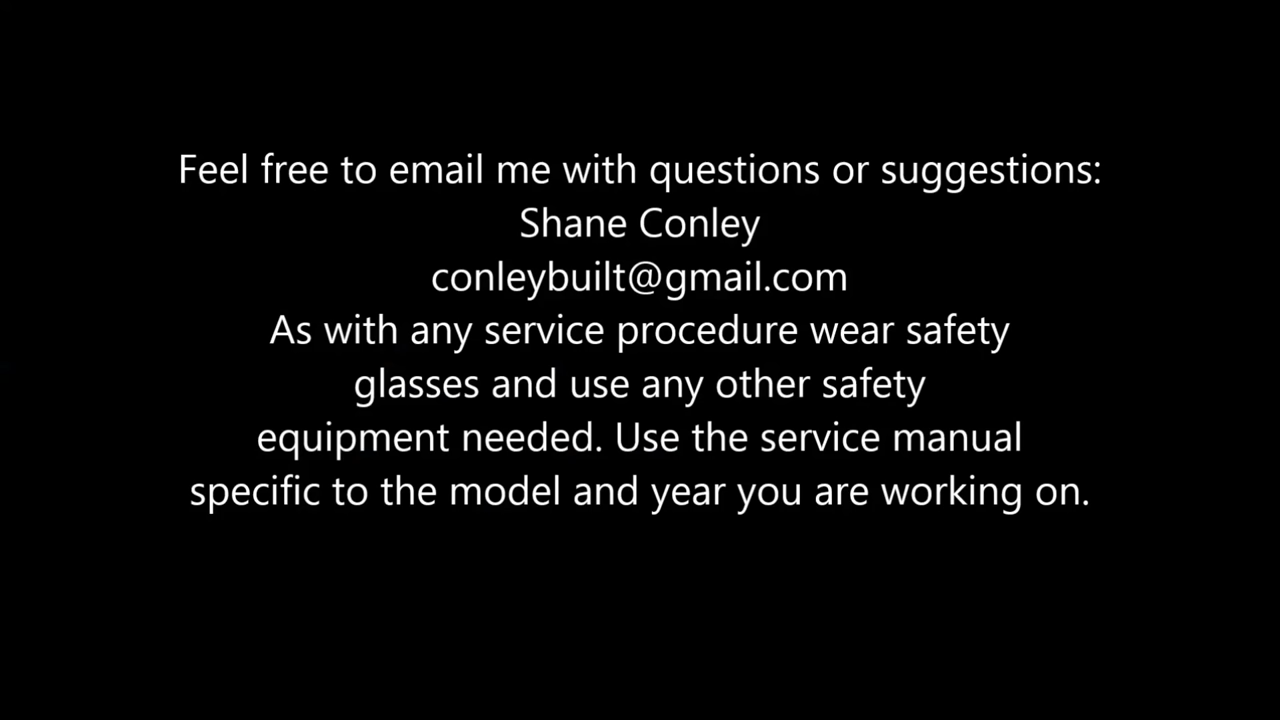 Feel free to email me with questions or suggestions:
Shane Conley
conleybuilt@gmail.com
As with any service procedure wear safety
glasses and use any other safety
equipment needed. Use the service manual
specific to the model and year you are working on.